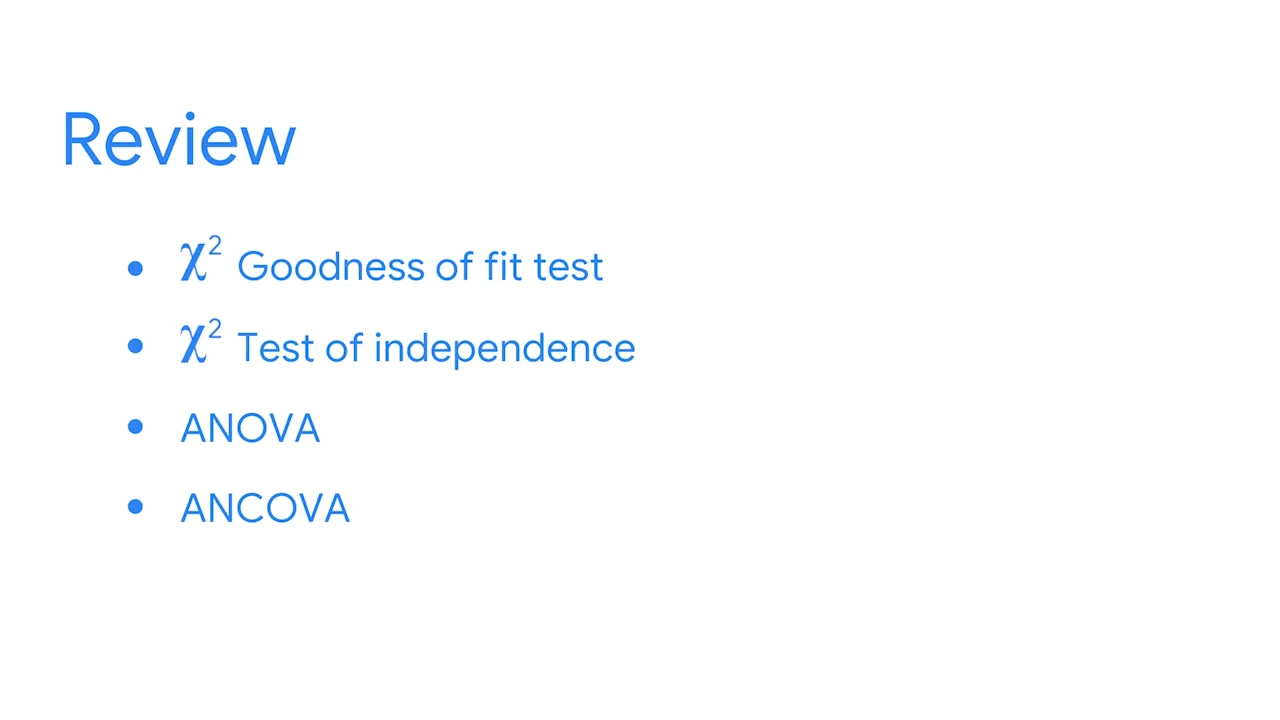 Review
• χ² Goodness of fit test
• χ² Test of independence
• ANOVA
• ANCOVA